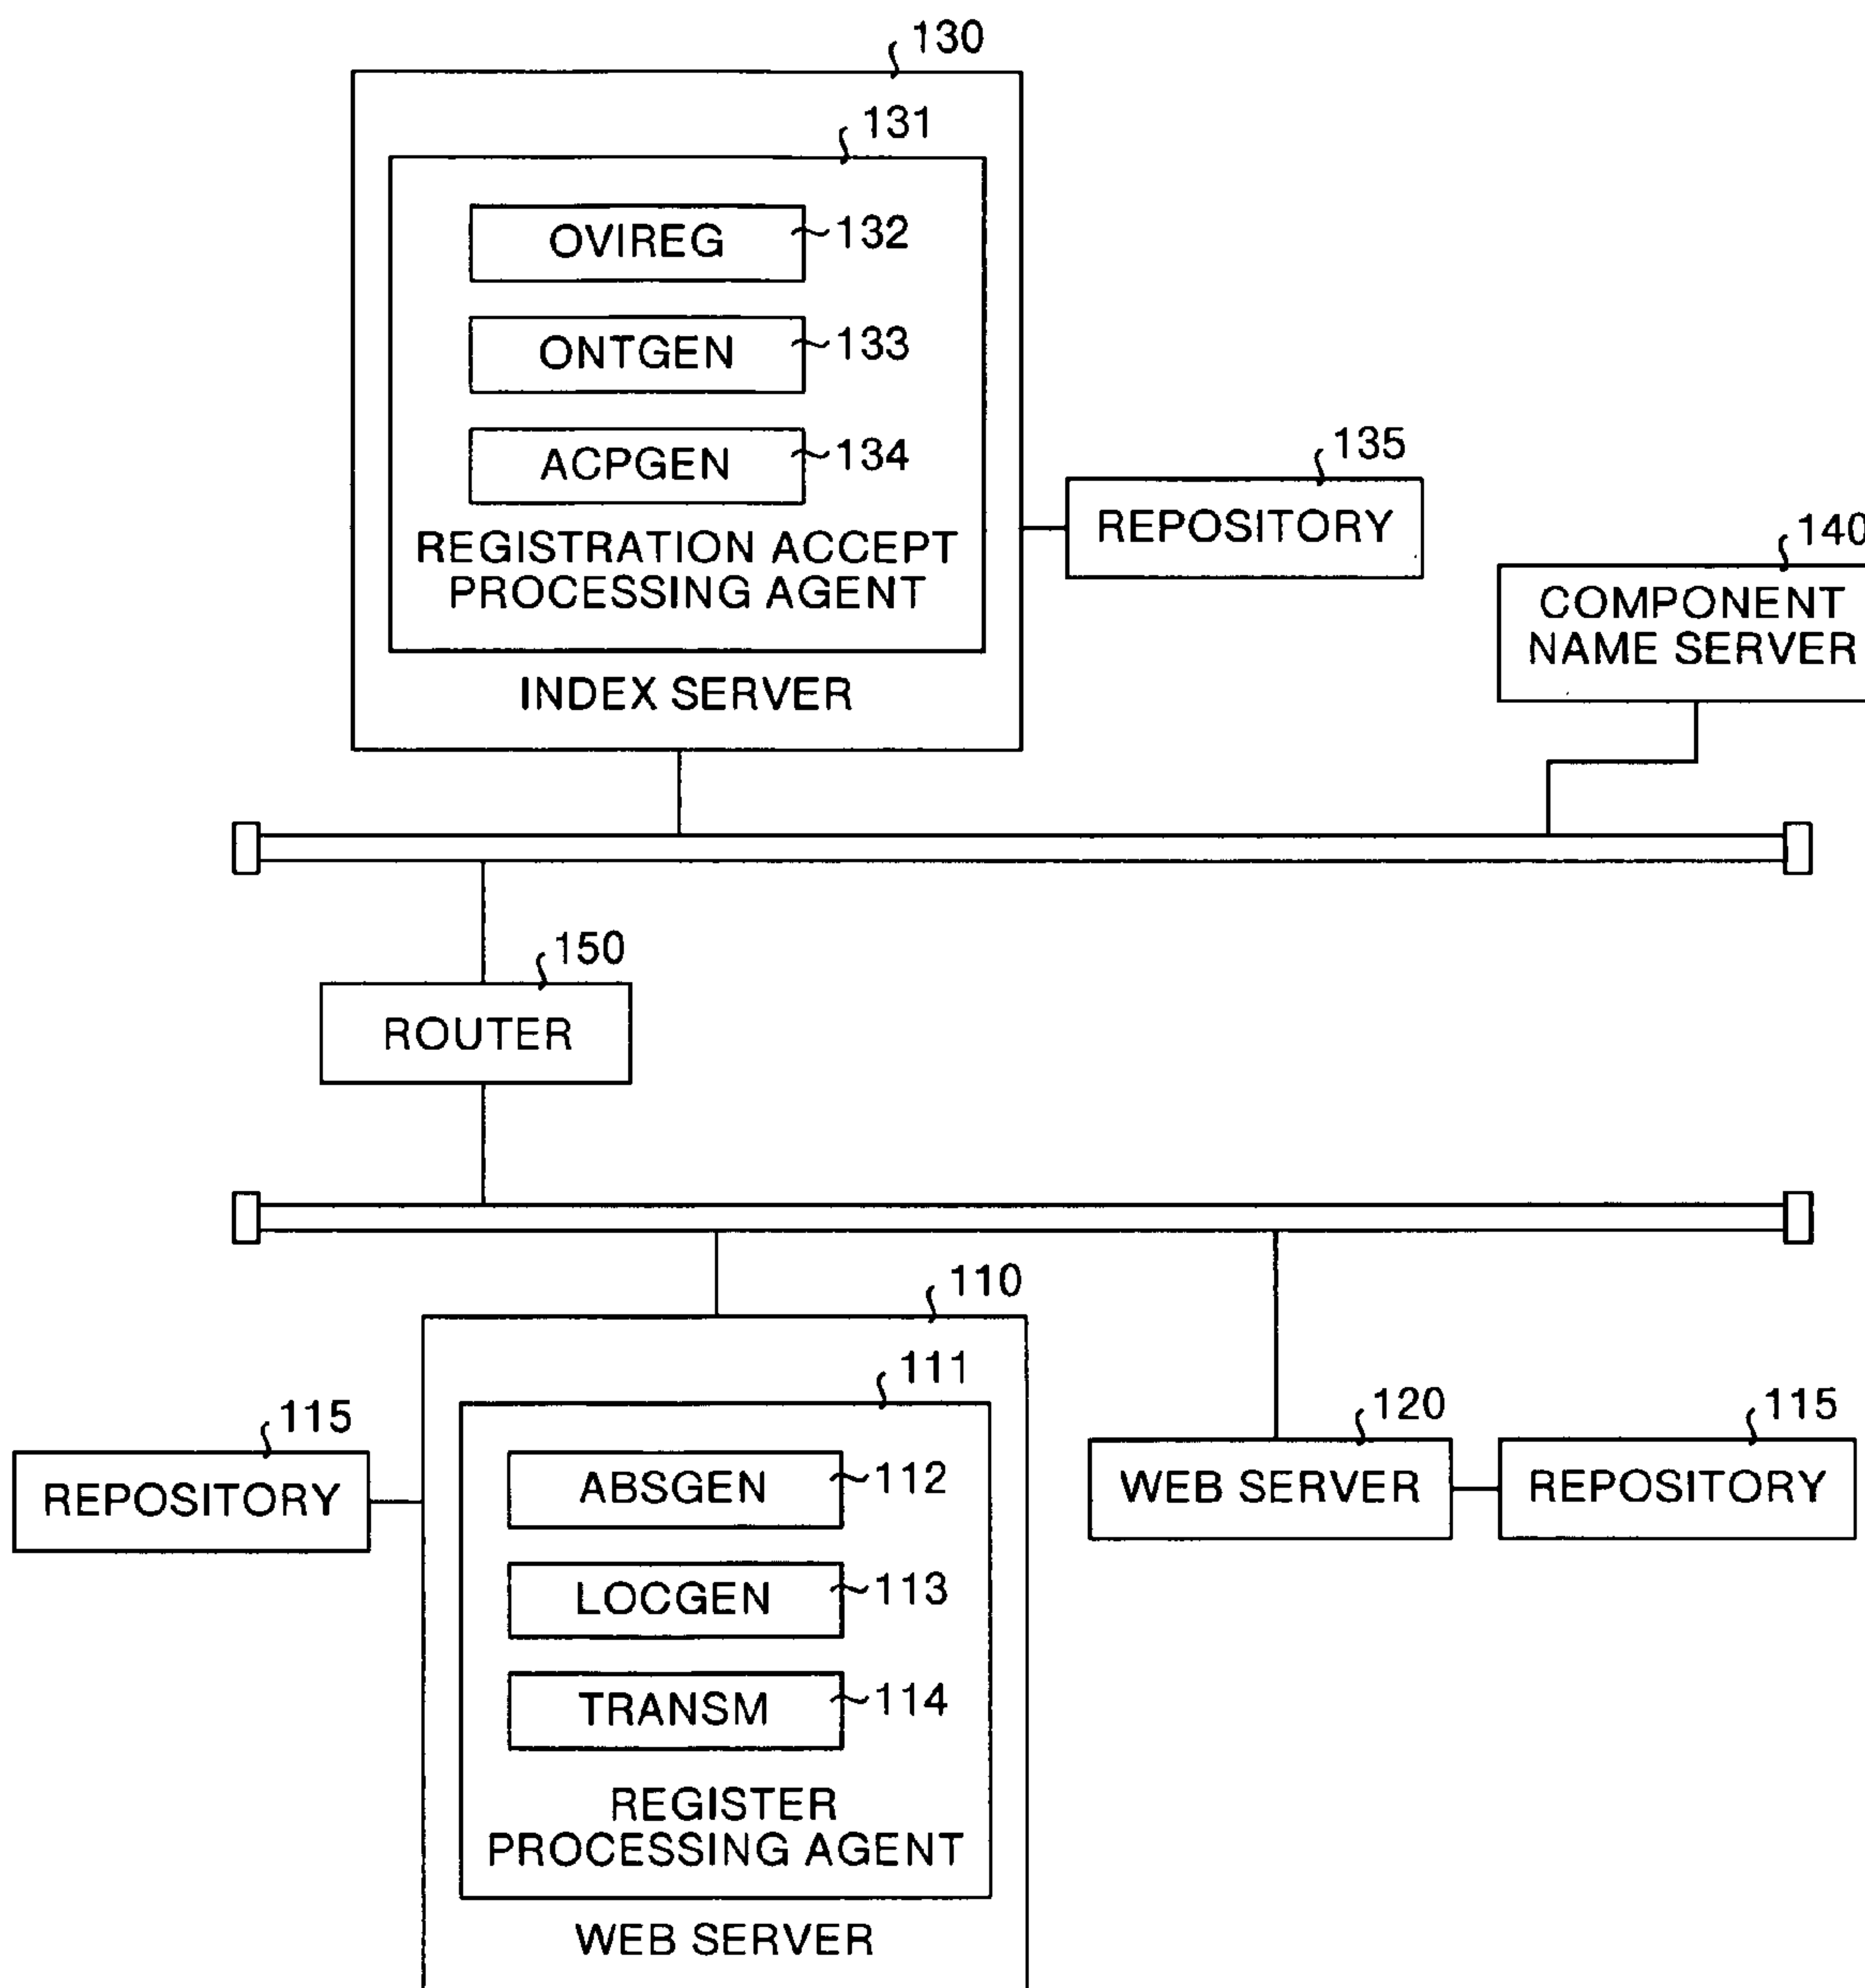 130
131
OVIREG
132
ONTGEN
133
ACPGEN
134
REGISTRATION ACCEPT
PROCESSING AGENT
INDEX SERVER
135
REPOSITORY
140
COMPONENT
NAME SERVER
150
ROUTER
110
111
115
REPOSITORY
ABSGEN
112
LOCGEN
113
TRANSM
114
REGISTER
PROCESSING AGENT
WEB SERVER
120
WEB SERVER
115
REPOSITORY